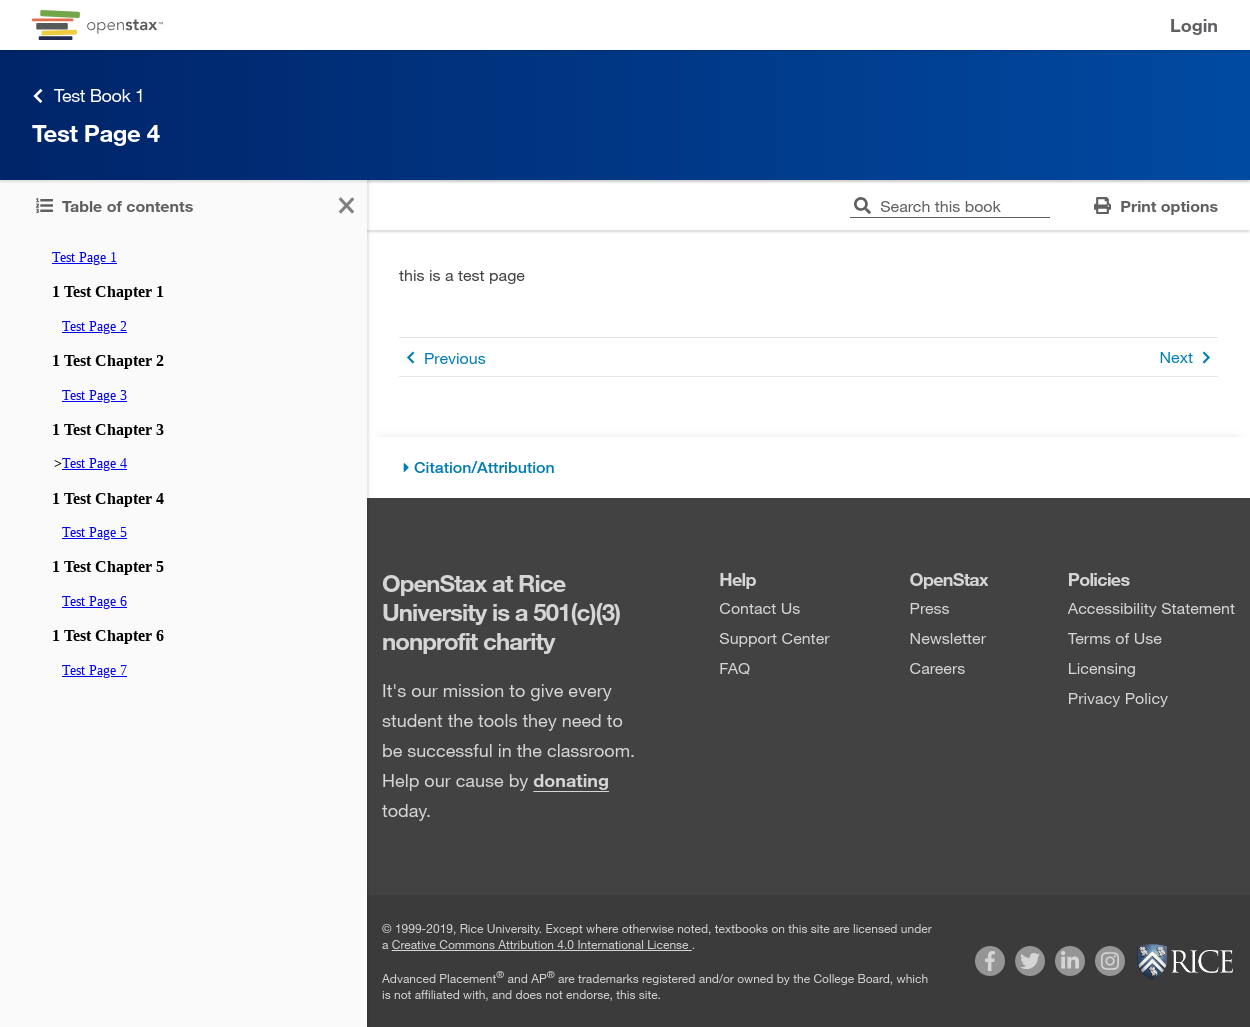 openstax™
Login
Test Book 1
Test Page 4
Table of contents
Search this book
Print options
Test Page 1
1 Test Chapter 1
Test Page 2
1 Test Chapter 2
Test Page 3
1 Test Chapter 3
>Test Page 4
1 Test Chapter 4
Test Page 5
1 Test Chapter 5
Test Page 6
1 Test Chapter 6
Test Page 7
this is a test page
Previous
Next
Citation/Attribution
OpenStax at Rice
University is a 501(c)(3)
nonprofit charity
It's our mission to give every
student the tools they need to
be successful in the classroom.
Help our cause by donating
today.
Help
Contact Us
Support Center
FAQ
OpenStax
Press
Newsletter
Careers
Policies
Accessibility Statement
Terms of Use
Licensing
Privacy Policy
© 1999-2019, Rice University. Except where otherwise noted, textbooks on this site are licensed under
a Creative Commons Attribution 4.0 International License .
Advanced Placement® and AP® are trademarks registered and/or owned by the College Board, which
is not affiliated with, and does not endorse, this site.
RICE